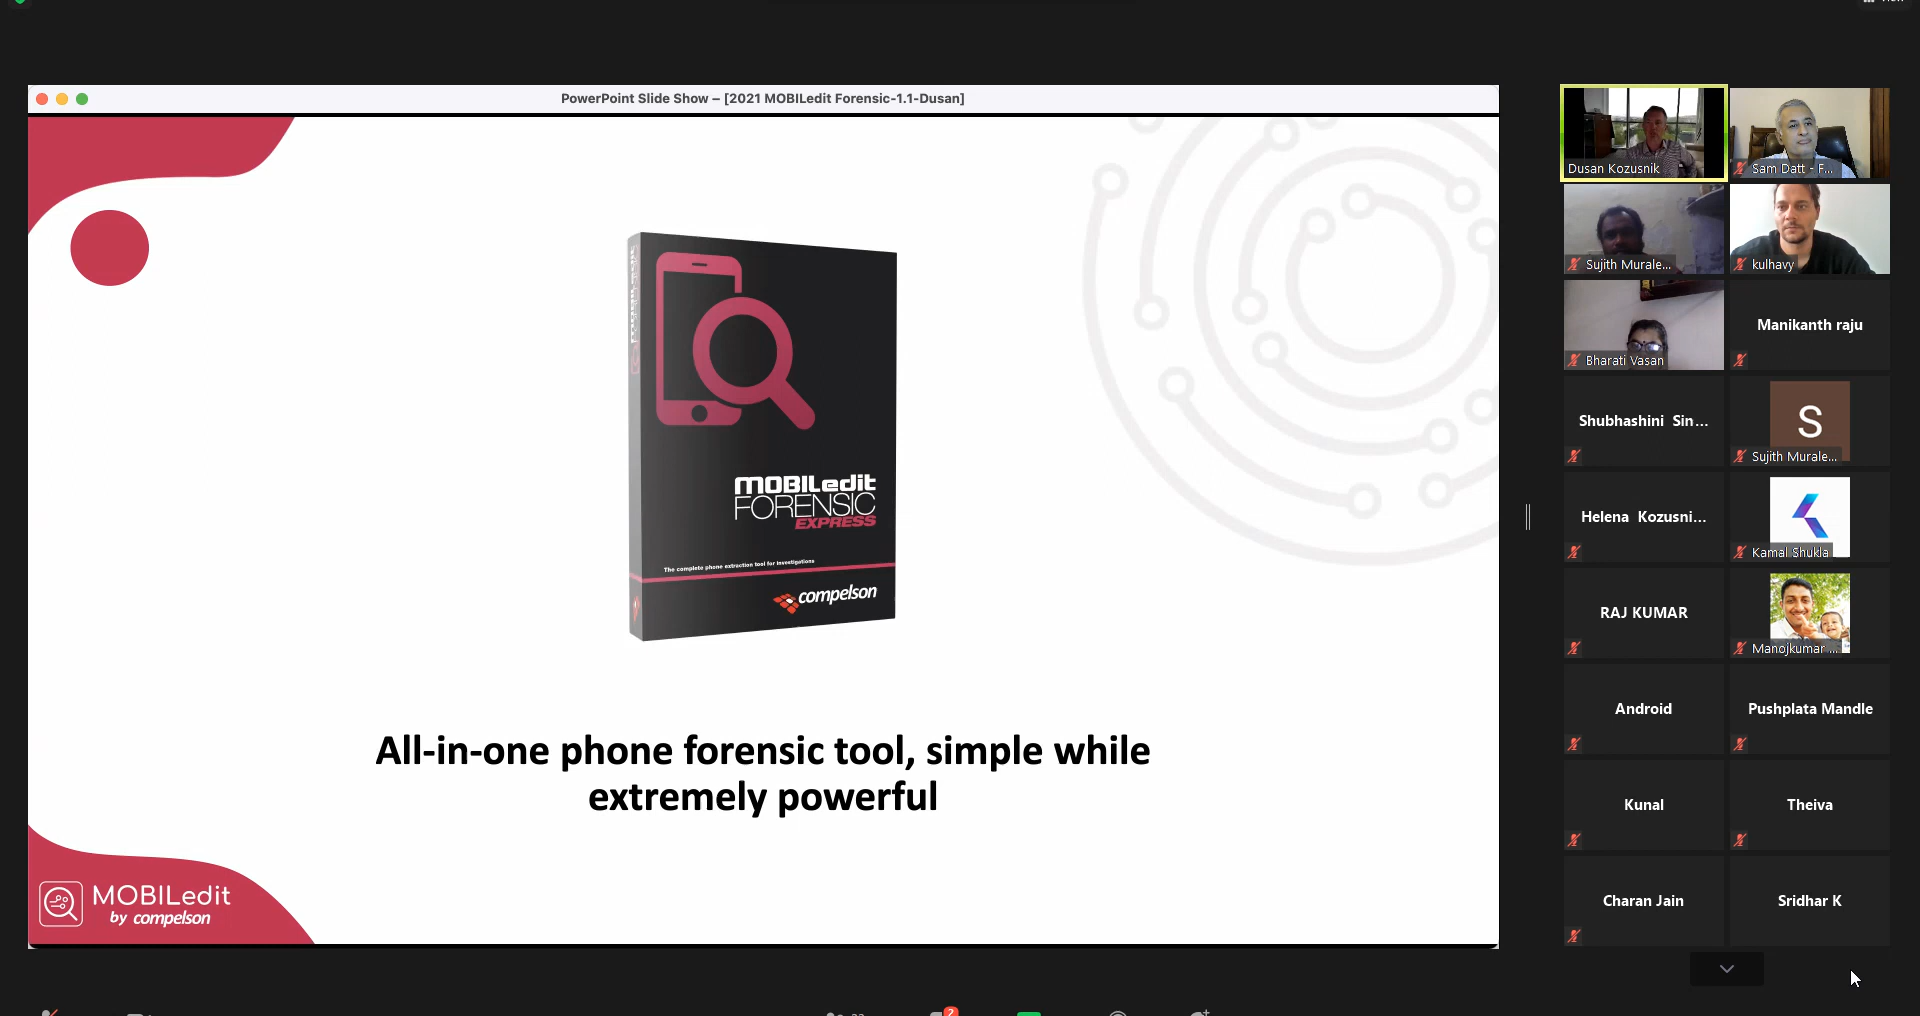 PowerPoint Slide Show – [2021 MOBILedit Forensic-1.1-Dusan]
MOBILedit
FORENSIC
EXPRESS
The complete phone extraction tool for investigations
compelson
All-in-one phone forensic tool, simple while
extremely powerful
MOBILedit
by compelson
Dusan Kozusnik
Sam Datt - F...
Sujith Murale...
kulhavy
Bharati Vasan
Manikanth raju
Shubhashini Sin...
S
Sujith Murale...
Helena Kozusni...
Kamal Shukla
RAJ KUMAR
Manojkumar ...
Android
Pushplata Mandle
Kunal
Theiva
Charan Jain
Sridhar K
2